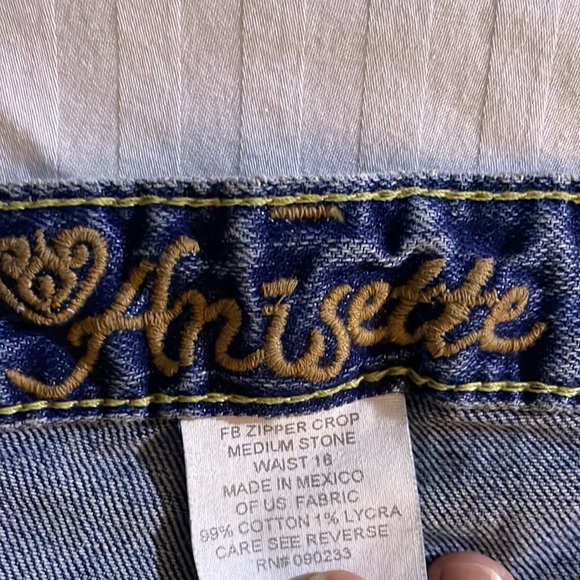 Anisette
FB ZIPPER CROP
MEDIUM STONE
WAIST 16
MADE IN MEXICO
OF US FABRIC
99% COTTON 1% LYCRA
CARE SEE REVERSE
RN# 090233